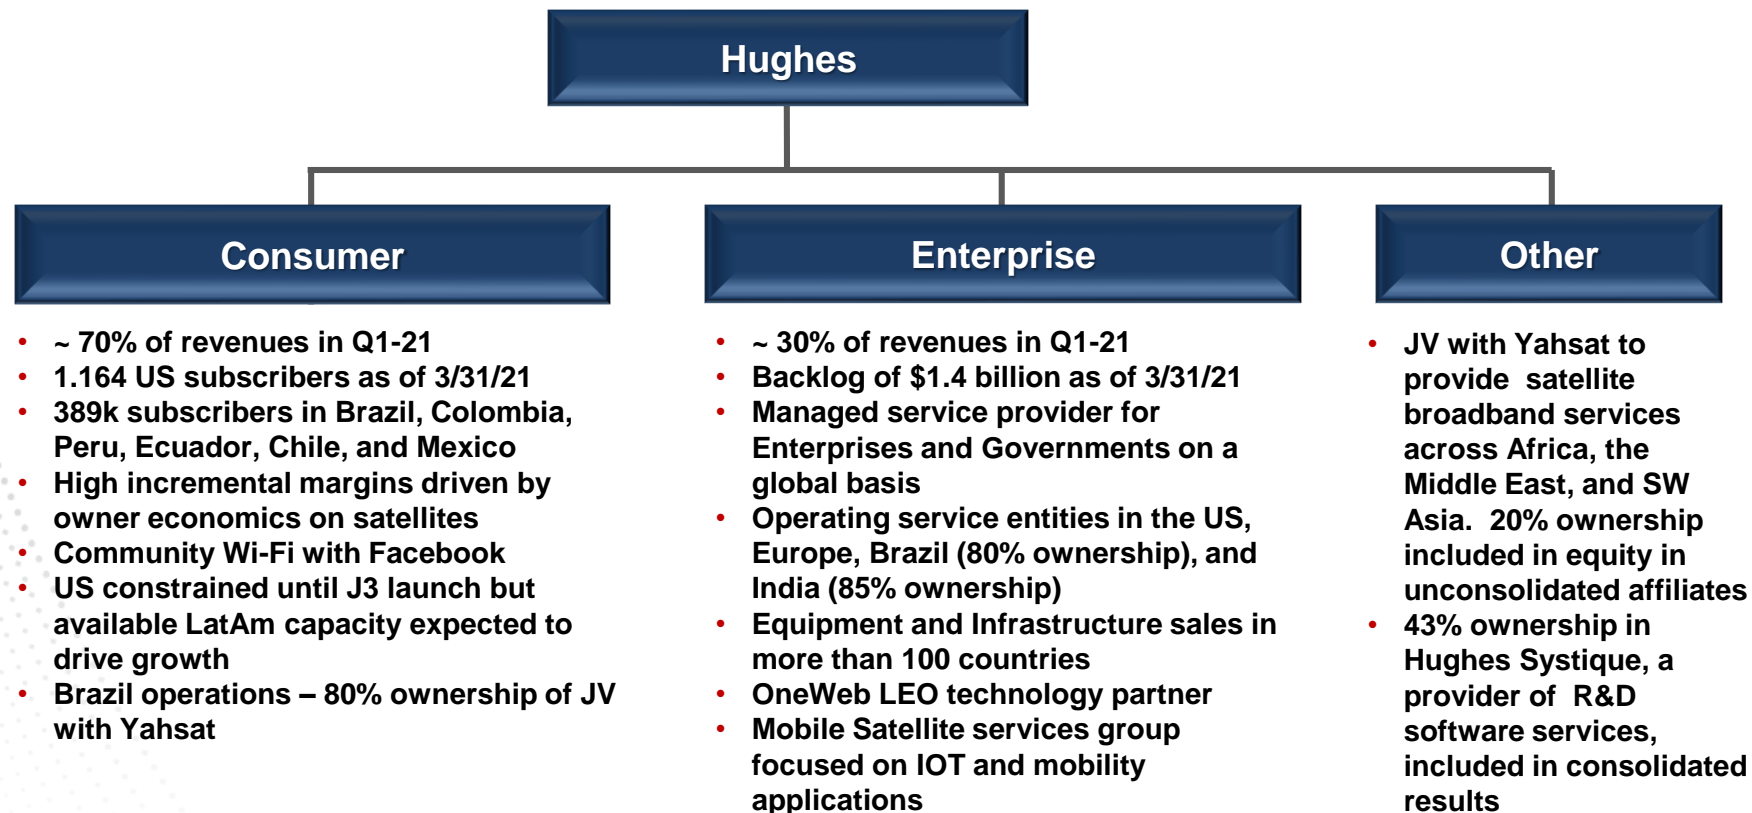 Hughes
Consumer
• ~ 70% of revenues in Q1-21
• 1.164 US subscribers as of 3/31/21
• 389k subscribers in Brazil, Colombia,
Peru, Ecuador, Chile, and Mexico
• High incremental margins driven by
owner economics on satellites
• Community Wi-Fi with Facebook
• US constrained until J3 launch but
available LatAm capacity expected to
drive growth
• Brazil operations – 80% ownership of JV
with Yahsat
Enterprise
• ~ 30% of revenues in Q1-21
• Backlog of $1.4 billion as of 3/31/21
• Managed service provider for
Enterprises and Governments on a
global basis
• Operating service entities in the US,
Europe, Brazil (80% ownership), and
India (85% ownership)
• Equipment and Infrastructure sales in
more than 100 countries
• OneWeb LEO technology partner
• Mobile Satellite services group
focused on IOT and mobility
applications
Other
• JV with Yahsat to
provide satellite
broadband services
across Africa, the
Middle East, and SW
Asia. 20% ownership
included in equity in
unconsolidated affiliates
• 43% ownership in
Hughes Systique, a
provider of R&D
software services,
included in consolidated
results